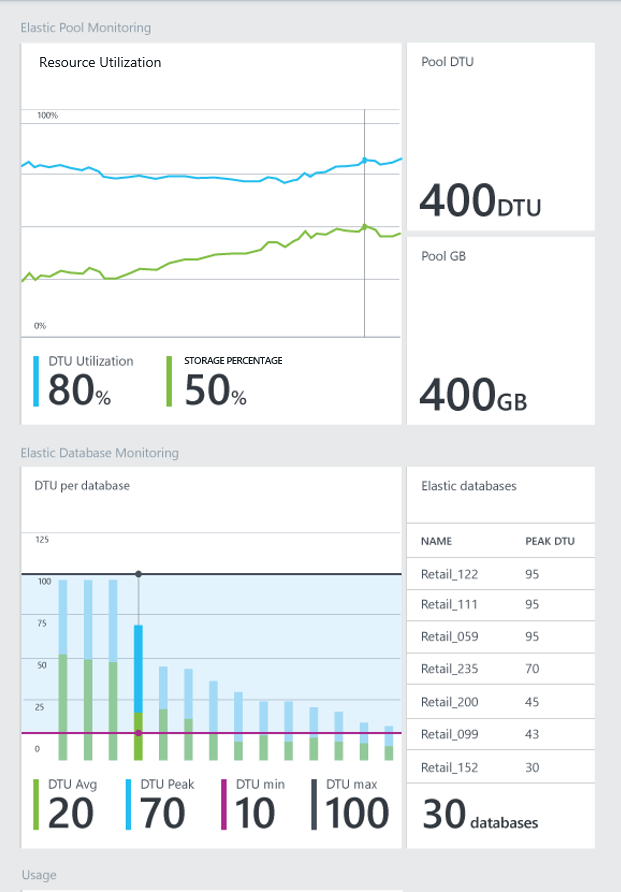 Elastic Pool Monitoring
Resource Utilization
100%
0%
DTU Utilization
80%
STORAGE PERCENTAGE
50%
Pool DTU
400DTU
Pool GB
400GB
Elastic Database Monitoring
DTU per database
125
100
75
50
25
0
DTU Avg
20
DTU Peak
70
DTU min
10
DTU max
100
Elastic databases
NAME PEAK DTU
Retail_122 95
Retail_111 95
Retail_059 95
Retail_235 70
Retail_200 45
Retail_099 43
Retail_152 30
30 databases
Usage